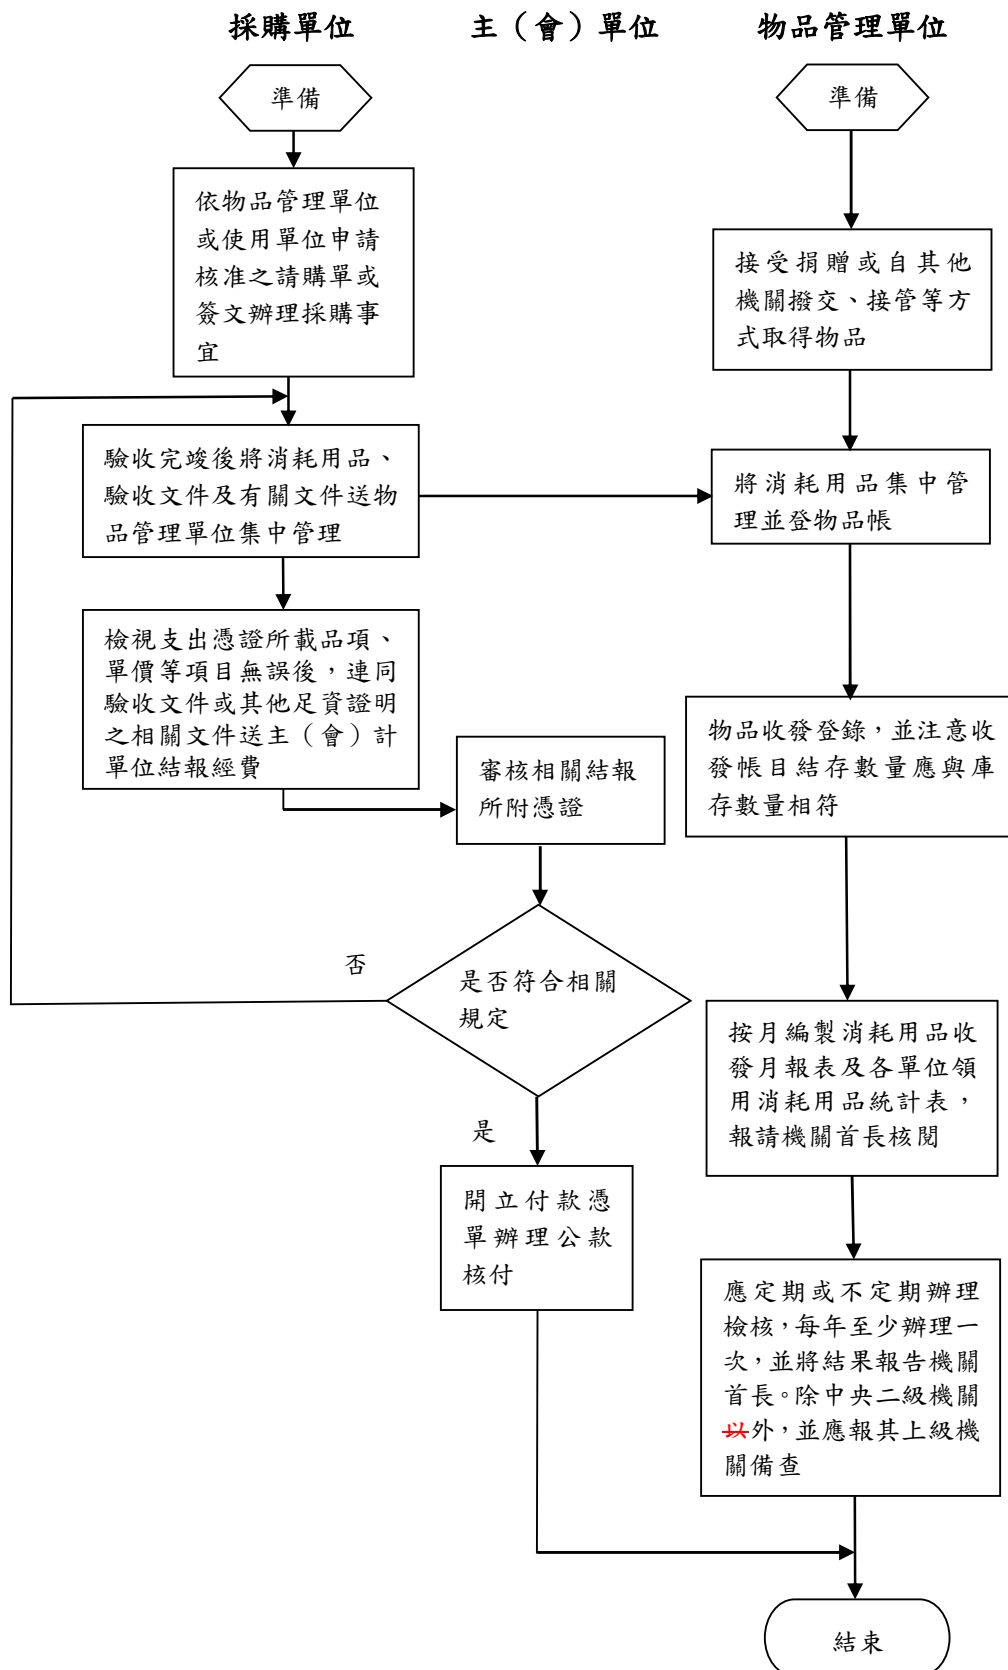 採購單位
主（會）單位
物品管理單位
準備
準備
依物品管理單位
或使用單位申請
核准之請購單或
簽文辦理採購事
宜
接受捐贈或自其他
機關撥交、接管等方
式取得物品
驗收完竣後將消耗用品、
驗收文件及有關文件送物
品管理單位集中管理
將消耗用品集中管
理並登物品帳
檢視支出憑證所載品項、
單價等項目無誤後，連同
驗收文件或其他足資證明
之相關文件送主（會）計
單位結報經費
物品收發登錄，並注意收
發帳目結存數量應與庫
存數量相符
審核相關結報
所附憑證
否
是否符合相關
規定
按月編製消耗用品收
發月報表及各單位領
用消耗用品統計表，
報請機關首長核閱
是
開立付款憑
單辦理公款
核付
應定期或不定期辦理
檢核，每年至少辦理一
次，並將結果報告機關
首長。除中央二級機關
以外，並應報其上級機
關備查
結束